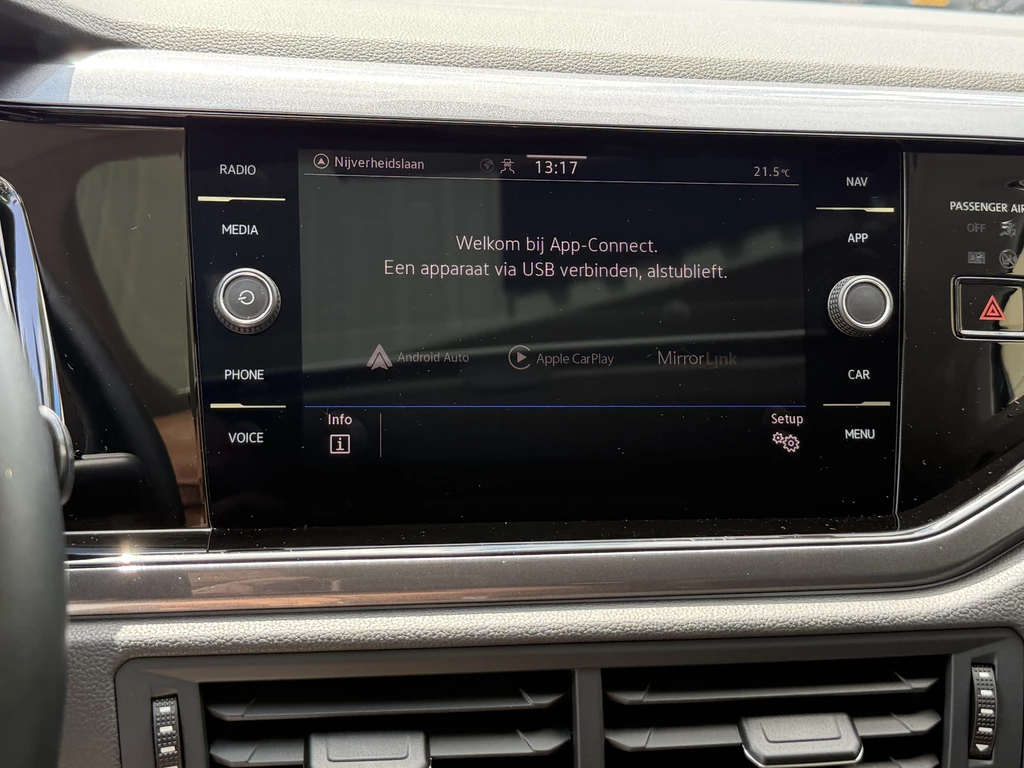 RADIO
Nijverheidslaan
13:17
21.5°C
NAV
MEDIA
APP
PASSENGER AIR
OFF
Welkom bij App-Connect.
Een apparaat via USB verbinden, alstublieft.
Android Auto
Apple CarPlay
MirrorLink
PHONE
CAR
VOICE
Info
Setup
MENU